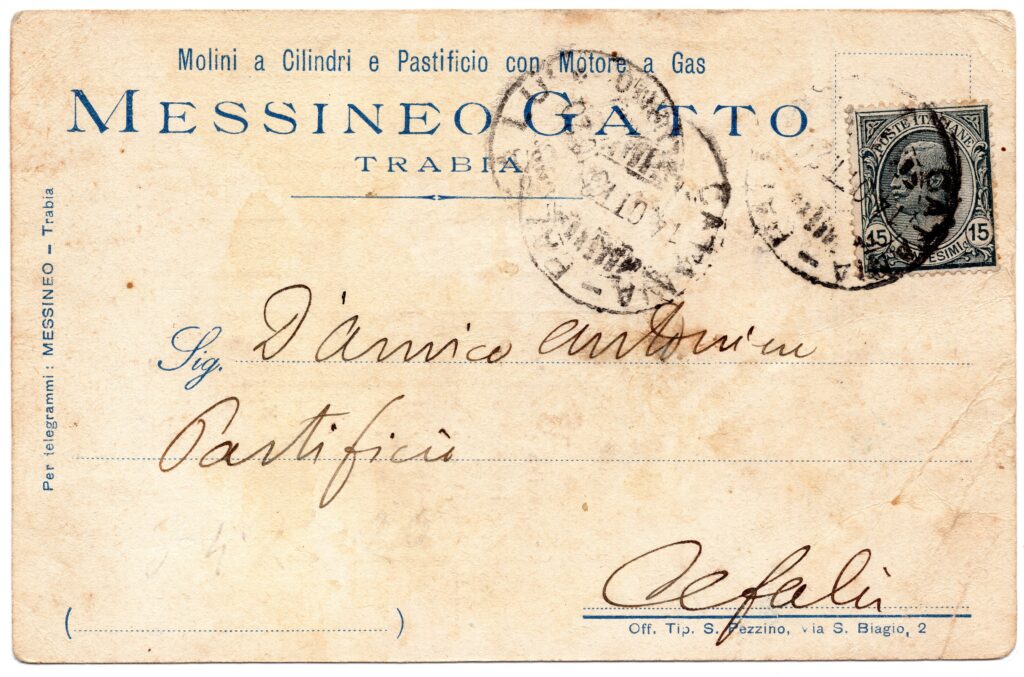 Molini a Cilindri e Pastificio con Motore a Gas
MESSINEO GATTO
TRABIA
POSTE ITALIANE
15 15
Per telegrammi: MESSINEO – Trabia
Sig. D'Amico
Pastificio
Cefalù
Off. Tip. S. Pezzino, via S. Biagio, 2